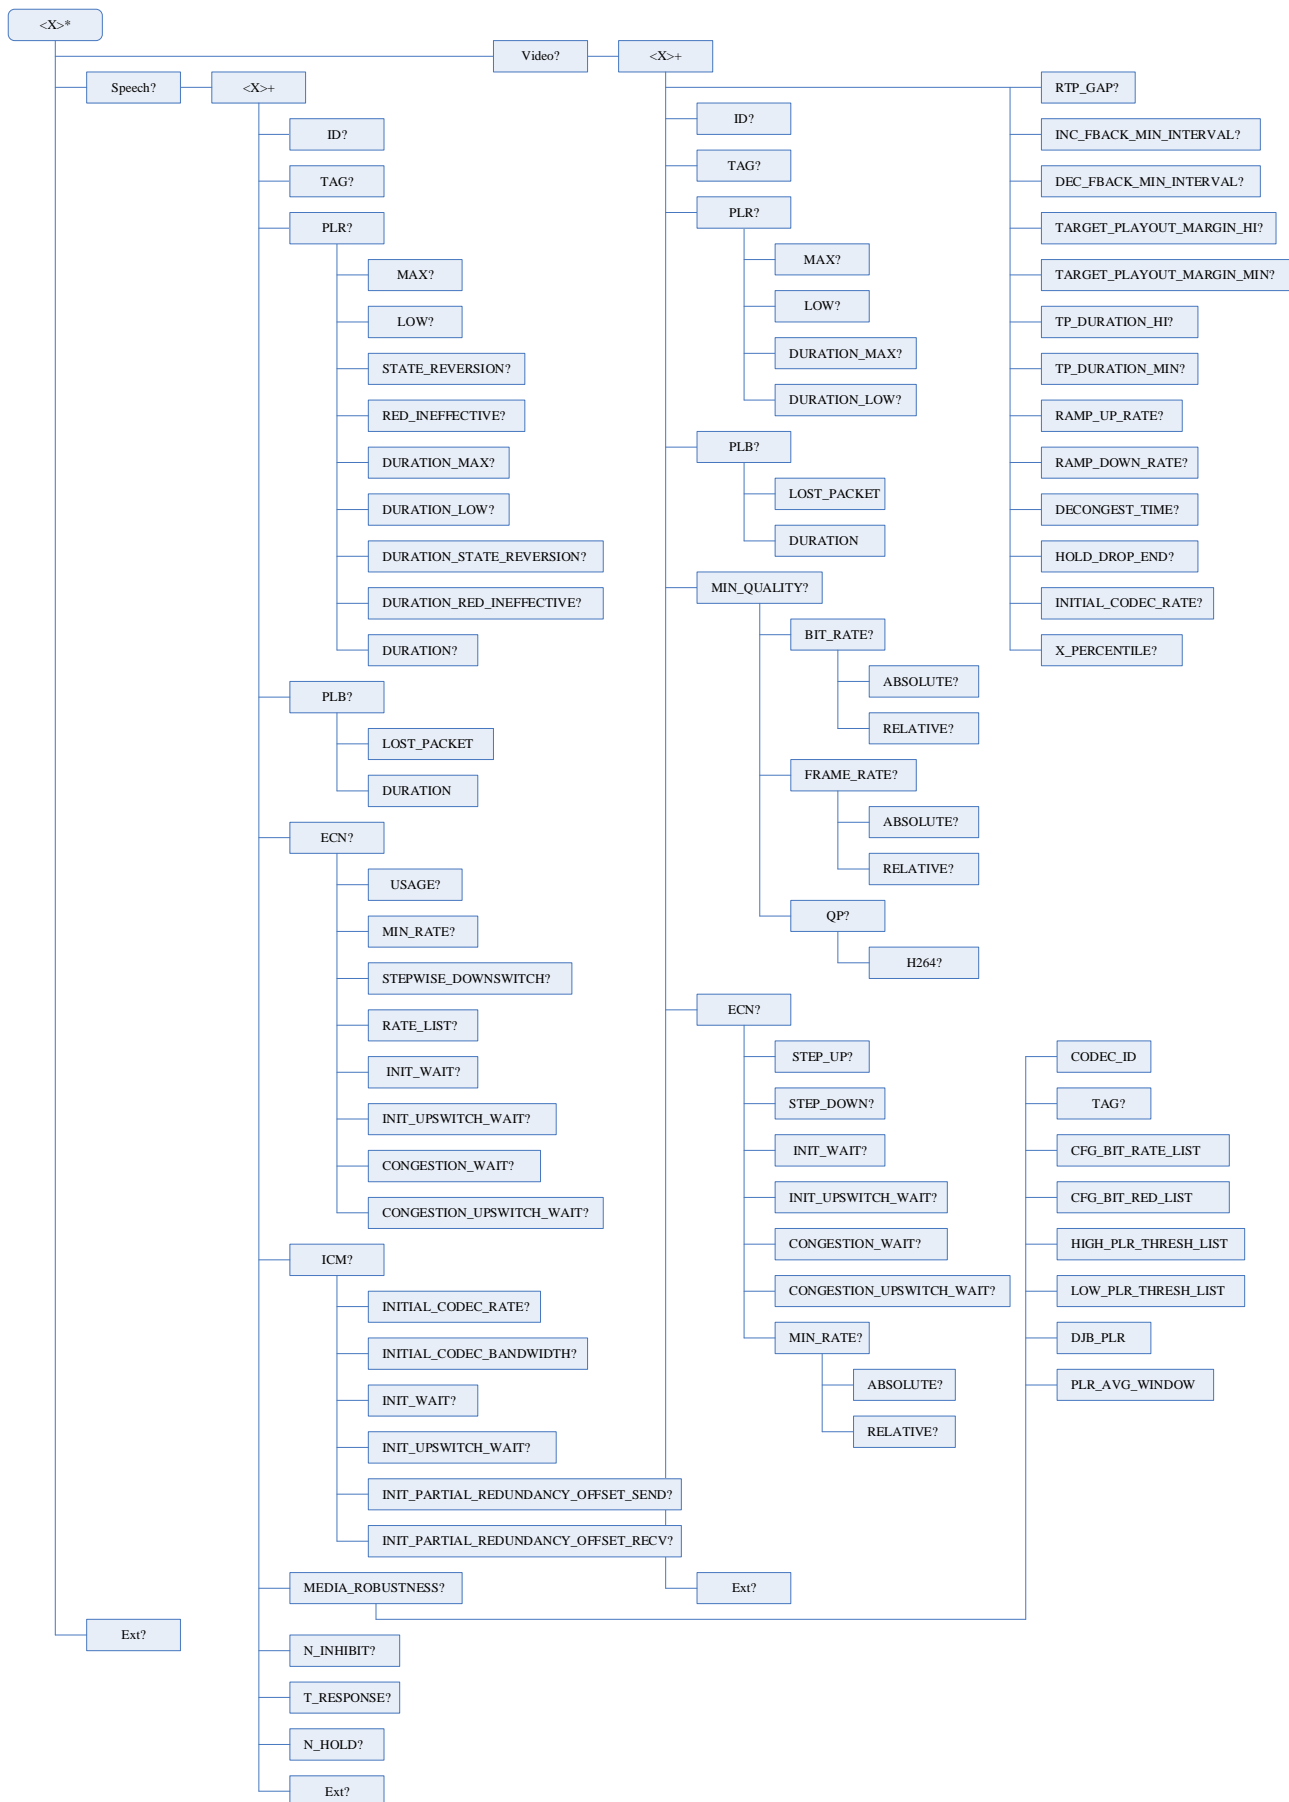 <X>*
Video?
<X>+
Speech?
<X>+
ID?
TAG?
PLR?
MAX?
LOW?
STATE_REVERSION?
RED_INEFFECTIVE?
DURATION_MAX?
DURATION_LOW?
DURATION_STATE_REVERSION?
DURATION_RED_INEFFECTIVE?
DURATION?
PLB?
LOST_PACKET
DURATION
ECN?
USAGE?
MIN_RATE?
STEPWISE_DOWNSWITCH?
RATE_LIST?
INIT_WAIT?
INIT_UPSWITCH_WAIT?
CONGESTION_WAIT?
CONGESTION_UPSWITCH_WAIT?
ICM?
INITIAL_CODEC_RATE?
INITIAL_CODEC_BANDWIDTH?
INIT_WAIT?
INIT_UPSWITCH_WAIT?
INIT_PARTIAL_REDUNDANCY_OFFSET_SEND?
INIT_PARTIAL_REDUNDANCY_OFFSET_RECV?
MEDIA_ROBUSTNESS?
N_INHIBIT?
T_RESPONSE?
N_HOLD?
Ext?
Ext?
ID?
TAG?
PLR?
MAX?
LOW?
DURATION_MAX?
DURATION_LOW?
PLB?
LOST_PACKET
DURATION
MIN_QUALITY?
BIT_RATE?
ABSOLUTE?
RELATIVE?
FRAME_RATE?
ABSOLUTE?
RELATIVE?
QP?
H264?
ECN?
STEP_UP?
STEP_DOWN?
INIT_WAIT?
INIT_UPSWITCH_WAIT?
CONGESTION_WAIT?
CONGESTION_UPSWITCH_WAIT?
MIN_RATE?
ABSOLUTE?
RELATIVE?
Ext?
RTP_GAP?
INC_FBACK_MIN_INTERVAL?
DEC_FBACK_MIN_INTERVAL?
TARGET_PLAYOUT_MARGIN_HI?
TARGET_PLAYOUT_MARGIN_MIN?
TP_DURATION_HI?
TP_DURATION_MIN?
RAMP_UP_RATE?
RAMP_DOWN_RATE?
DECONGEST_TIME?
HOLD_DROP_END?
INITIAL_CODEC_RATE?
X_PERCENTILE?
CODEC_ID
TAG?
CFG_BIT_RATE_LIST
CFG_BIT_RED_LIST
HIGH_PLR_THRESH_LIST
LOW_PLR_THRESH_LIST
DJB_PLR
PLR_AVG_WINDOW